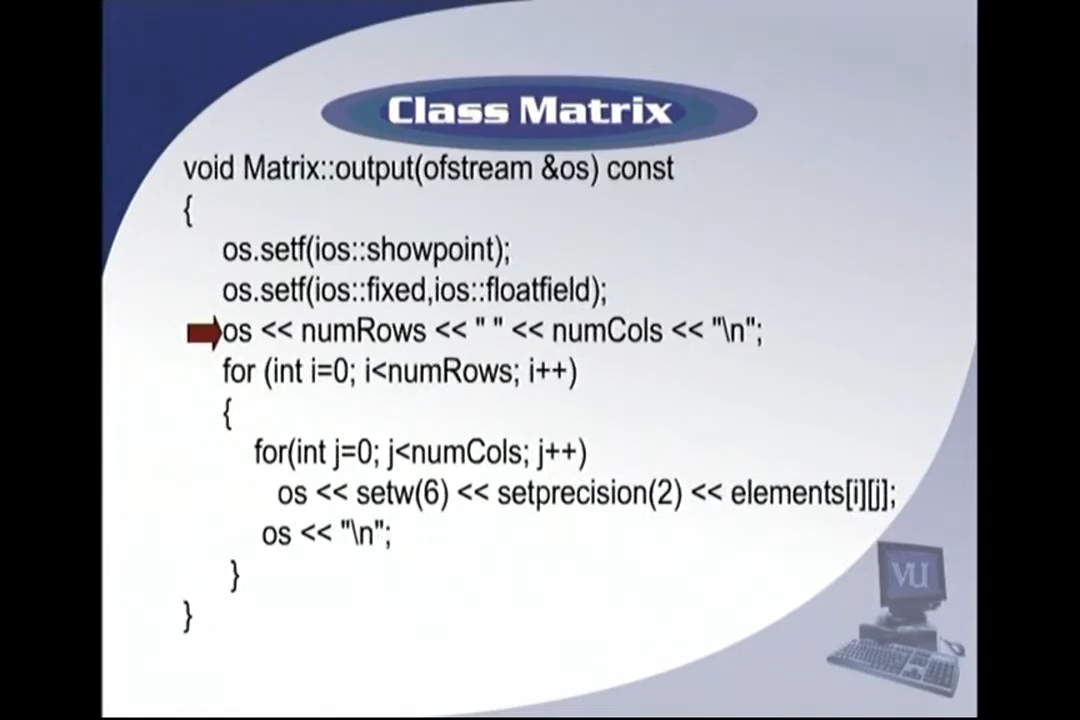 Class Matrix
void Matrix::output(ofstream &os) const
{
os.setf(ios::showpoint);
os.setf(ios::fixed,ios::floatfield);
os << numRows << " " << numCols << "\n";
for (int i=0; i<numRows; i++)
{
for(int j=0; j<numCols; j++)
os << setw(6) << setprecision(2) << elements[i][j];
os << "\n";
}
}
VU